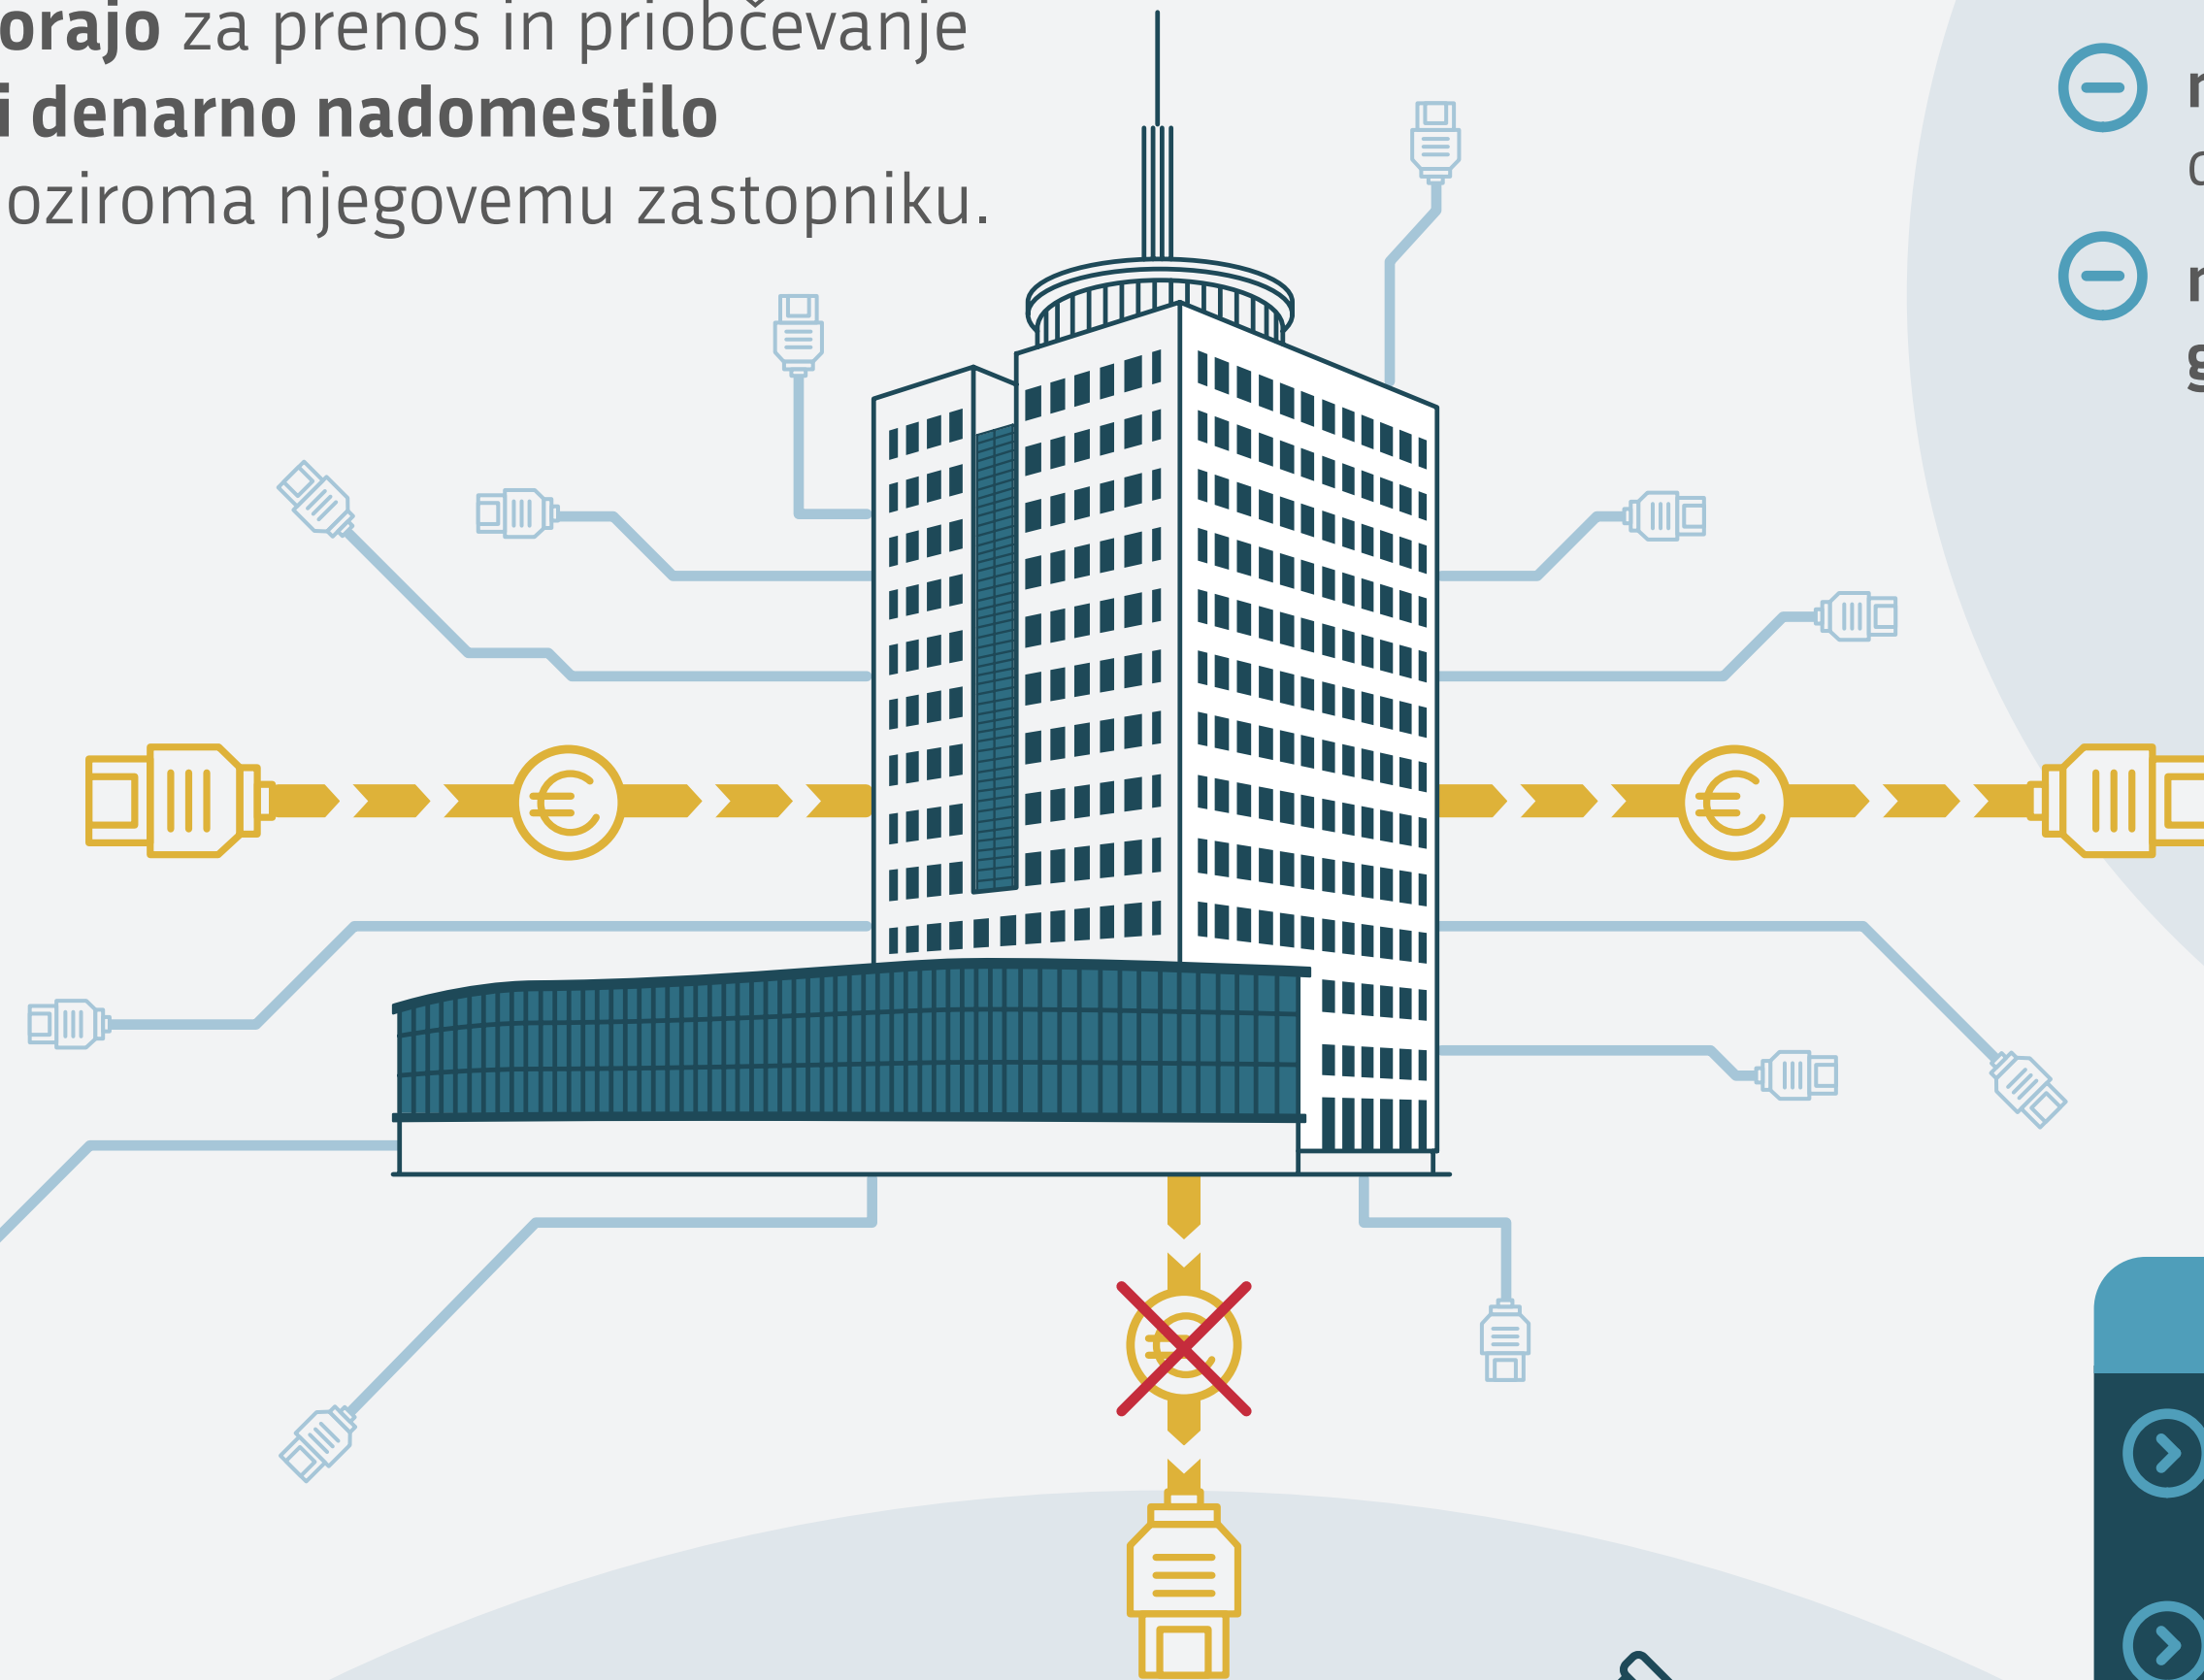 orajo za prenos in priobčevanje
i denarno nadomestilo
oziroma njegovemu zastopniku.